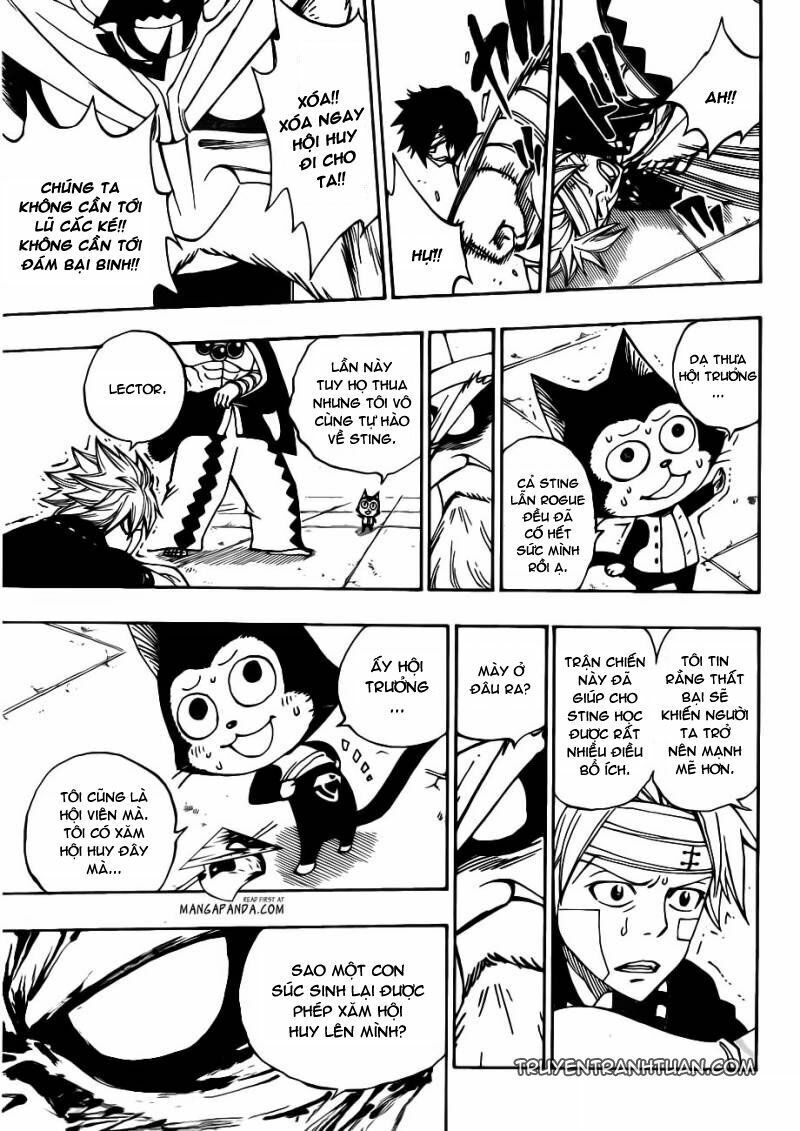 AH!!
HỰ!!
XÓA!!
XÓA NGAY
HỘI HUY
ĐI CHO
TA!!
CHÚNG TA
KHÔNG CẦN TỚI
LŨ CẮC KÉ!!
KHÔNG CẦN TỚI
ĐÁM BẠI BINH!!
DẠ THƯA
HỘI TRƯỞNG
...
CẢ STING
LẪN ROGUE
ĐỀU ĐÃ
CỐ HẾT
SỨC MÌNH
RỒI Ạ.
LẦN NÀY
TUY HỌ THUA
NHƯNG TÔI VÔ
CÙNG TỰ HÀO
VỀ STING.
LECTOR.
TÔI TIN
RẰNG THẤT
BẠI SẼ
KHIẾN NGƯỜI
TA TRỞ
NÊN MẠNH
MẼ HƠN.
TRẬN CHIẾN
NÀY ĐÃ
GIÚP CHO
STING HỌC
ĐƯỢC RẤT
NHIỀU ĐIỀU
BỔ ÍCH.
MÀY Ở
ĐÂU RA?
ẤY HỘI
TRƯỞNG
...
TÔI CŨNG LÀ
HỘI VIÊN MÀ.
TÔI CÓ XĂM
HỘI HUY ĐÂY
MÀ...
READ FIRST AT
MANGAPANDA.COM
SAO MỘT CON
SÚC SINH LẠI ĐƯỢC
PHÉP XĂM HỘI
HUY LÊN MÌNH?
TRUYENTRANHTUAN.COM